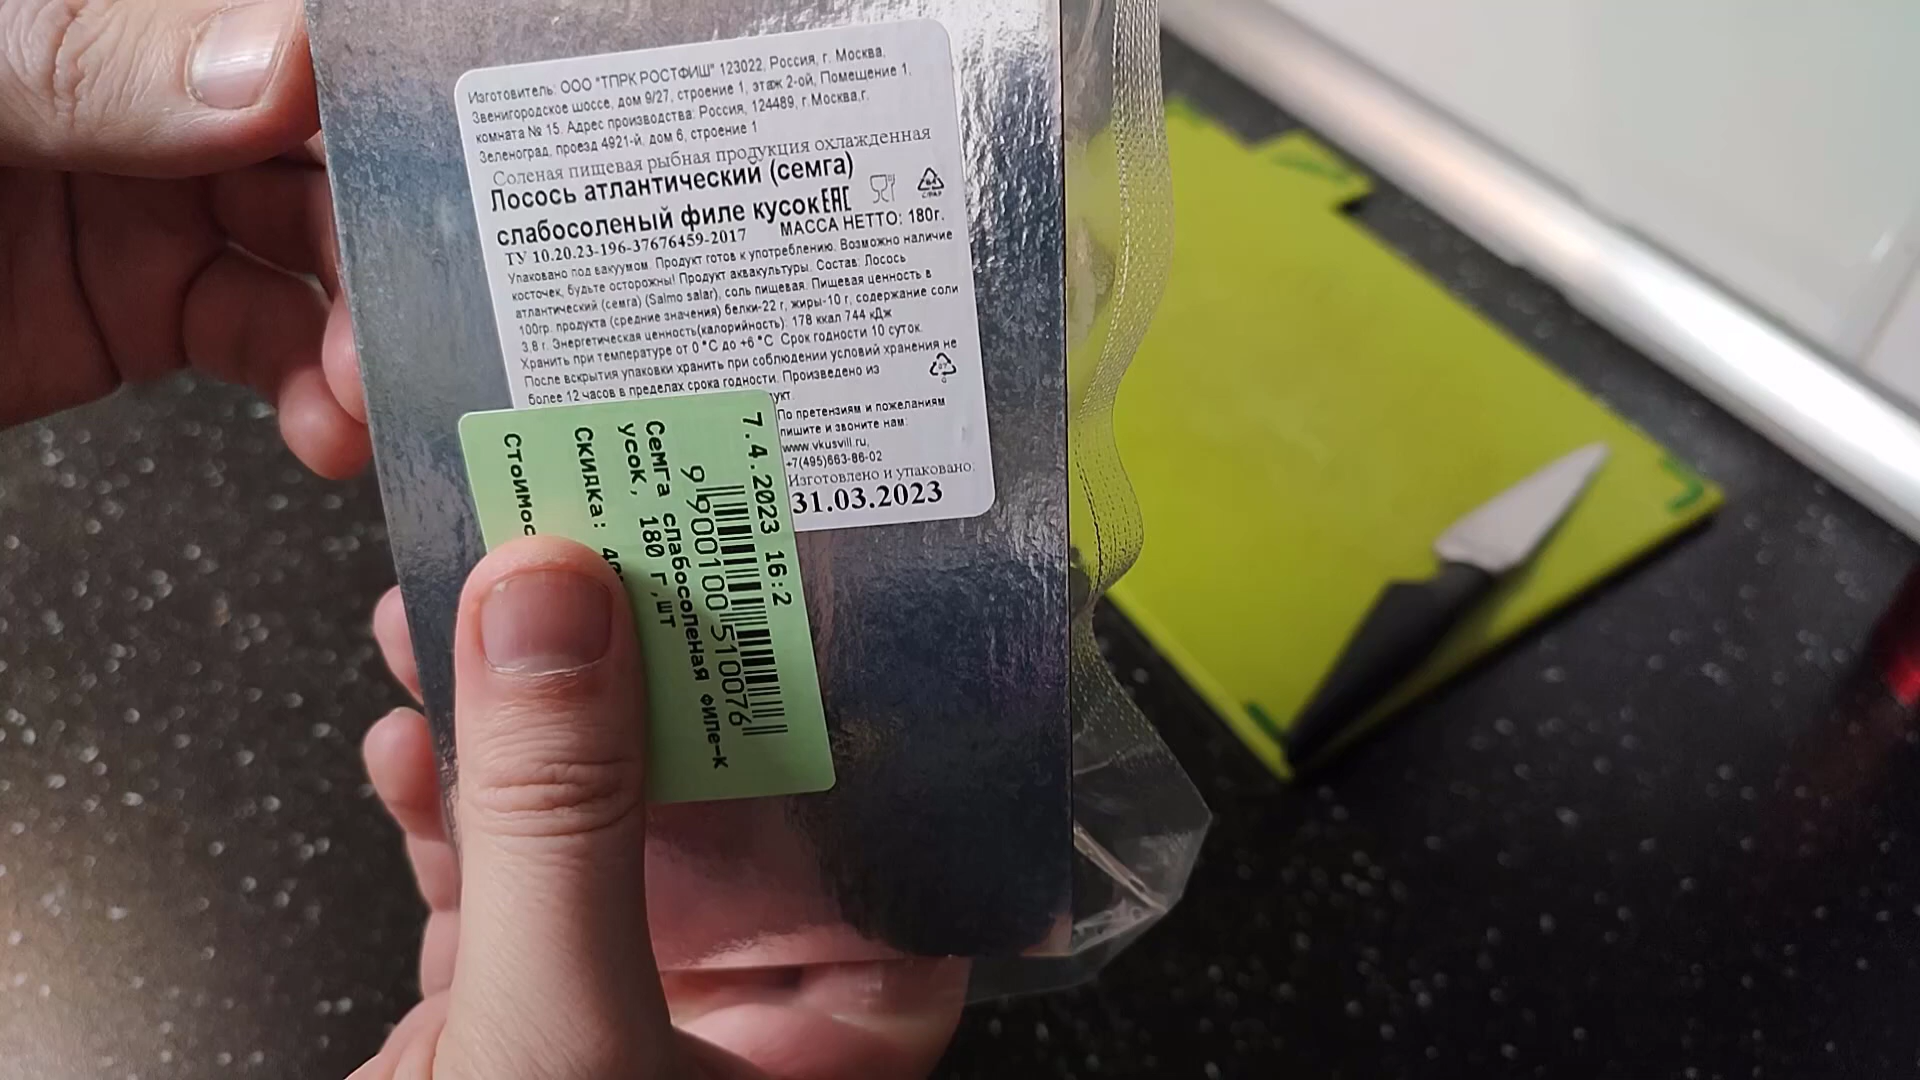 Изготовитель: ООО "ТПРК РОСТФИШ" 123022, Россия, г. Москва,
Звенигородское шоссе, дом 9/27, строение 1, этаж 2-ой, Помещение 1,
комната № 15. Адрес производства: Россия, 124489, г.Москва,г.
Зеленоград, проезд 4921-й, дом 6, строение 1
Соленая пищевая рыбная продукция охлажденная
Лосось атлантический (семга)
слабосоленый филе кусок EAC
ТУ 10.20.23-196-37676459-2017 МАССА НЕТТО: 180г.
Упаковано под вакуумом. Продукт готов к употреблению. Возможно наличие
косточек, будьте осторожны! Продукт аквакультуры. Состав: Лосось
атлантический (семга) (Salmo salar), соль пищевая. Пищевая ценность в
100гр. продукта (средние значения) белки-22 г, жиры-10 г, содержание соли
3,8 г. Энергетическая ценность(калорийность): 178 ккал 744 кДж
Хранить при температуре от 0 °С до +6 °С Срок годности 10 суток.
После вскрытия упаковки хранить при соблюдении условий хранения не
более 12 часов в пределах срока годности. Произведено из
По претензиям и пожеланиям
пишите и звоните нам:
www.vkusvill.ru,
+7(495)663-86-02
Изготовлено и упаковано:
31.03.2023
7.4.2023 16:2
9 900100 510076
Семга слабосоленая филе-к
усок, 180 г,шт
Скидка: